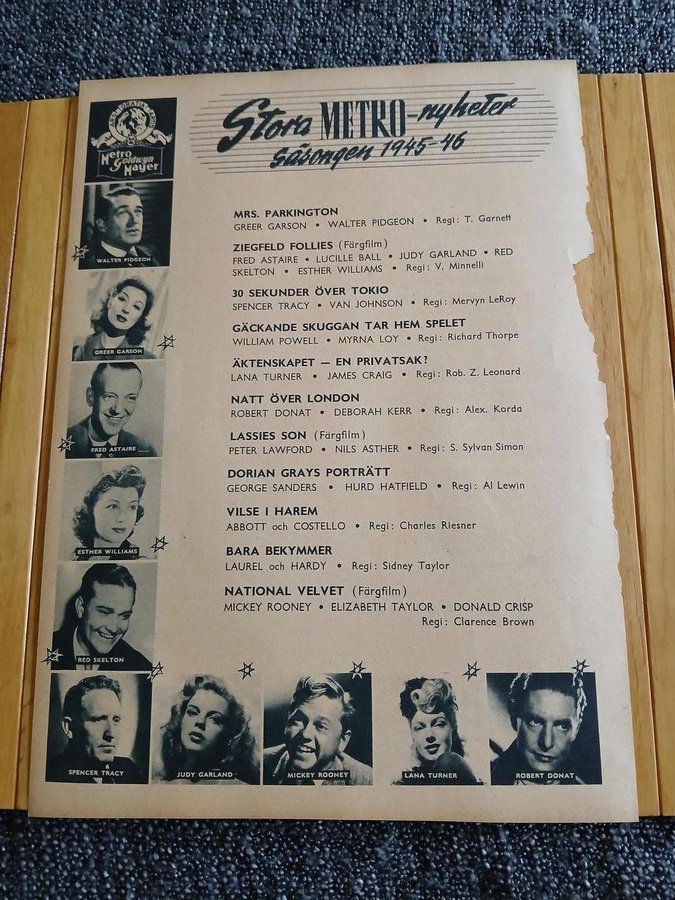 ARS GRATIA ARTIS
Metro
Goldwyn
Mayer
Stora METRO-nyheter
säsongen 1945-46
WALTER PIDGEON
GREER GARSON
FRED ASTAIRE
ESTHER WILLIAMS
RED SKELTON
MRS. PARKINGTON
GREER GARSON • WALTER PIDGEON • Regi: T. Garnett
ZIEGFELD FOLLIES (Färgfilm)
FRED ASTAIRE • LUCILLE BALL • JUDY GARLAND • RED
SKELTON • ESTHER WILLIAMS • Regi: V. Minnelli
30 SEKUNDER ÖVER TOKIO
SPENCER TRACY • VAN JOHNSON • Regi: Mervyn LeRoy
GÄCKANDE SKUGGAN TAR HEM SPELET
WILLIAM POWELL • MYRNA LOY • Regi: Richard Thorpe
ÄKTENSKAPET — EN PRIVATSAK?
LANA TURNER • JAMES CRAIG • Regi: Rob. Z. Leonard
NATT ÖVER LONDON
ROBERT DONAT • DEBORAH KERR • Regi: Alex. Korda
LASSIES SON (Färgfilm)
PETER LAWFORD • NILS ASTHER • Regi: S. Sylvan Simon
DORIAN GRAYS PORTRÄTT
GEORGE SANDERS • HURD HATFIELD • Regi: Al Lewin
VILSE I HAREM
ABBOTT och COSTELLO • Regi: Charles Riesner
BARA BEKYMMER
LAUREL och HARDY • Regi: Sidney Taylor
NATIONAL VELVET (Färgfilm)
MICKEY ROONEY • ELIZABETH TAYLOR • DONALD CRISP
Regi: Clarence Brown
SPENCER TRACY
JUDY GARLAND
MICKEY ROONEY
LANA TURNER
ROBERT DONAT